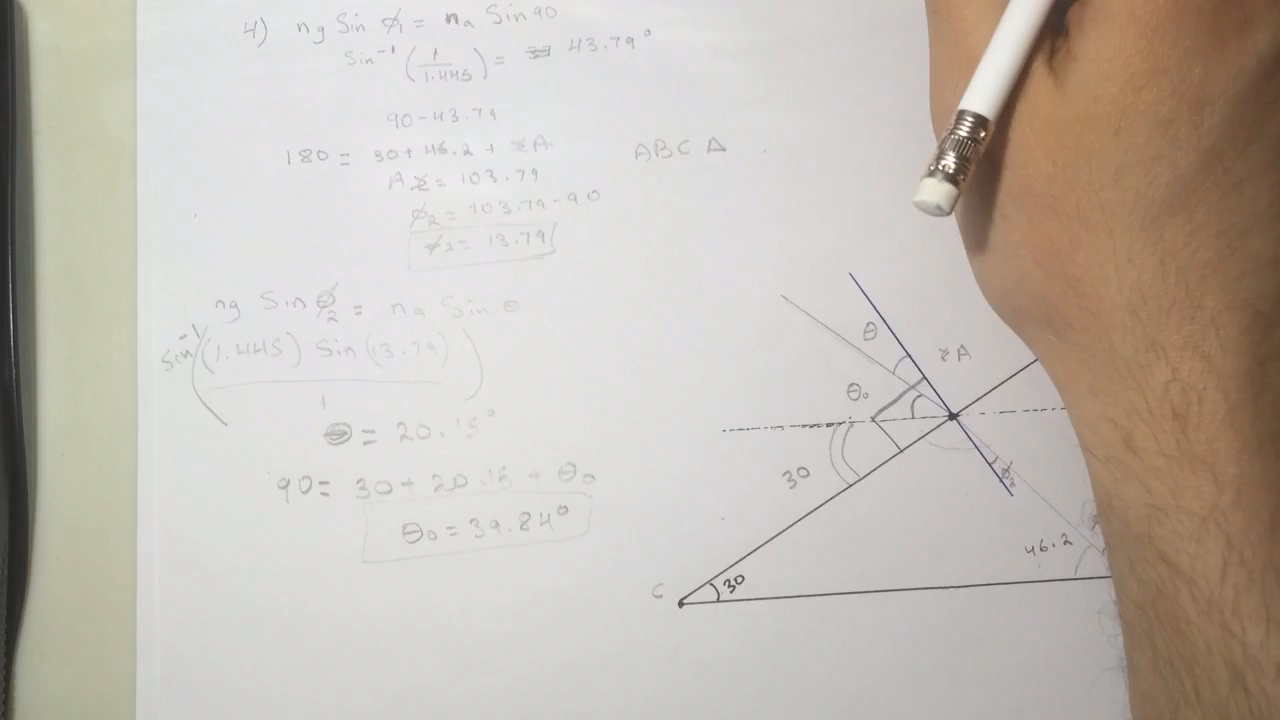 4) ng Sin ϕ₁ = na Sin 90
Sin⁻¹ (1/1.445) = 43.79°
90-43.79
180 = 30+46.2+ ∢A
A∢ = 103.79
ϕ₂ = 103.79-90
ϕ₂ = 13.79
ng Sin ϕ₂ = na Sin θ
Sin⁻¹ ((1.445) Sin (13.79) / 1)
θ = 20.15°
90 = 30+ 20.15 + θ₀
θ₀ = 39.84°
ABC Δ
θ
∢A
θ₀
30
ϕ₂
46.2
C
30